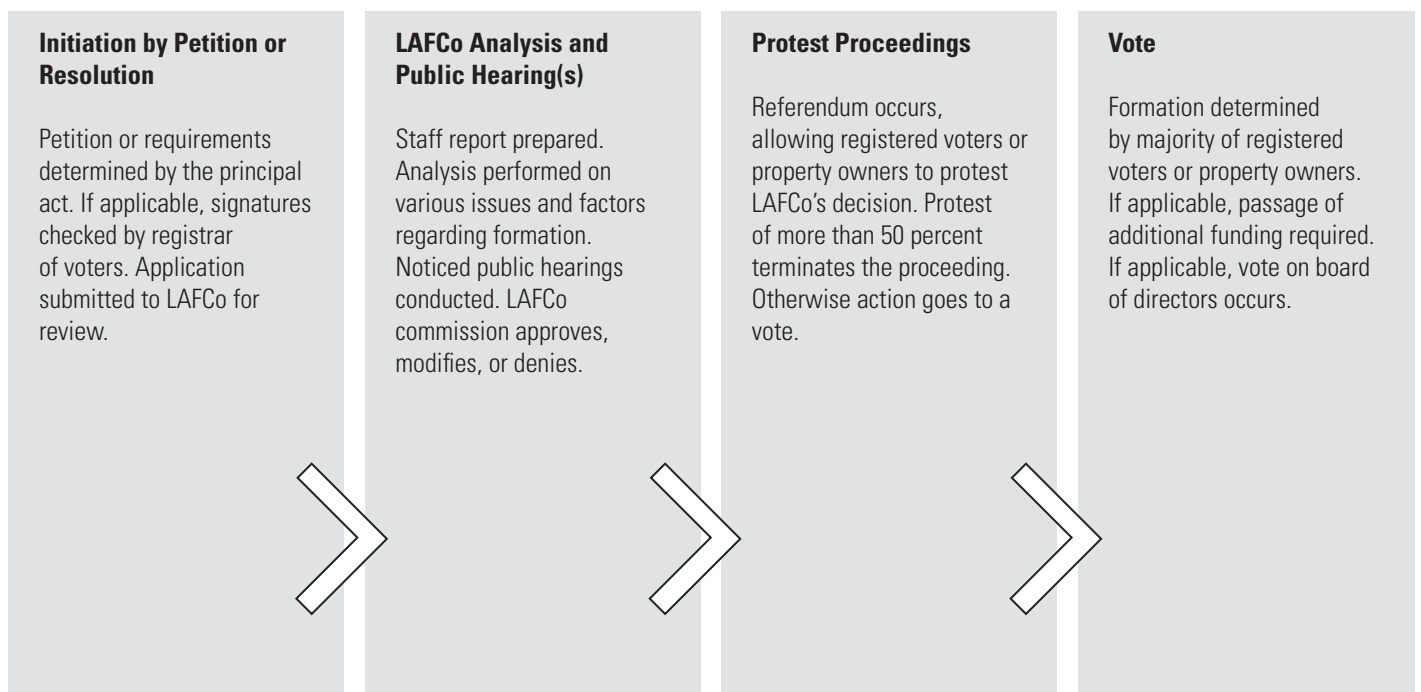 Initiation by Petition or
Resolution
Petition or requirements
determined by the principal
act. If applicable, signatures
checked by registrar
of voters. Application
submitted to LAFCo for
review.
LAFCo Analysis and
Public Hearing(s)
Staff report prepared.
Analysis performed on
various issues and factors
regarding formation.
Noticed public hearings
conducted. LAFCo
commission approves,
modifies, or denies.
Protest Proceedings
Referendum occurs,
allowing registered voters or
property owners to protest
LAFCo’s decision. Protest
of more than 50 percent
terminates the proceeding.
Otherwise action goes to a
vote.
Vote
Formation determined
by majority of registered
voters or property owners.
If applicable, passage of
additional funding required.
If applicable, vote on board
of directors occurs.